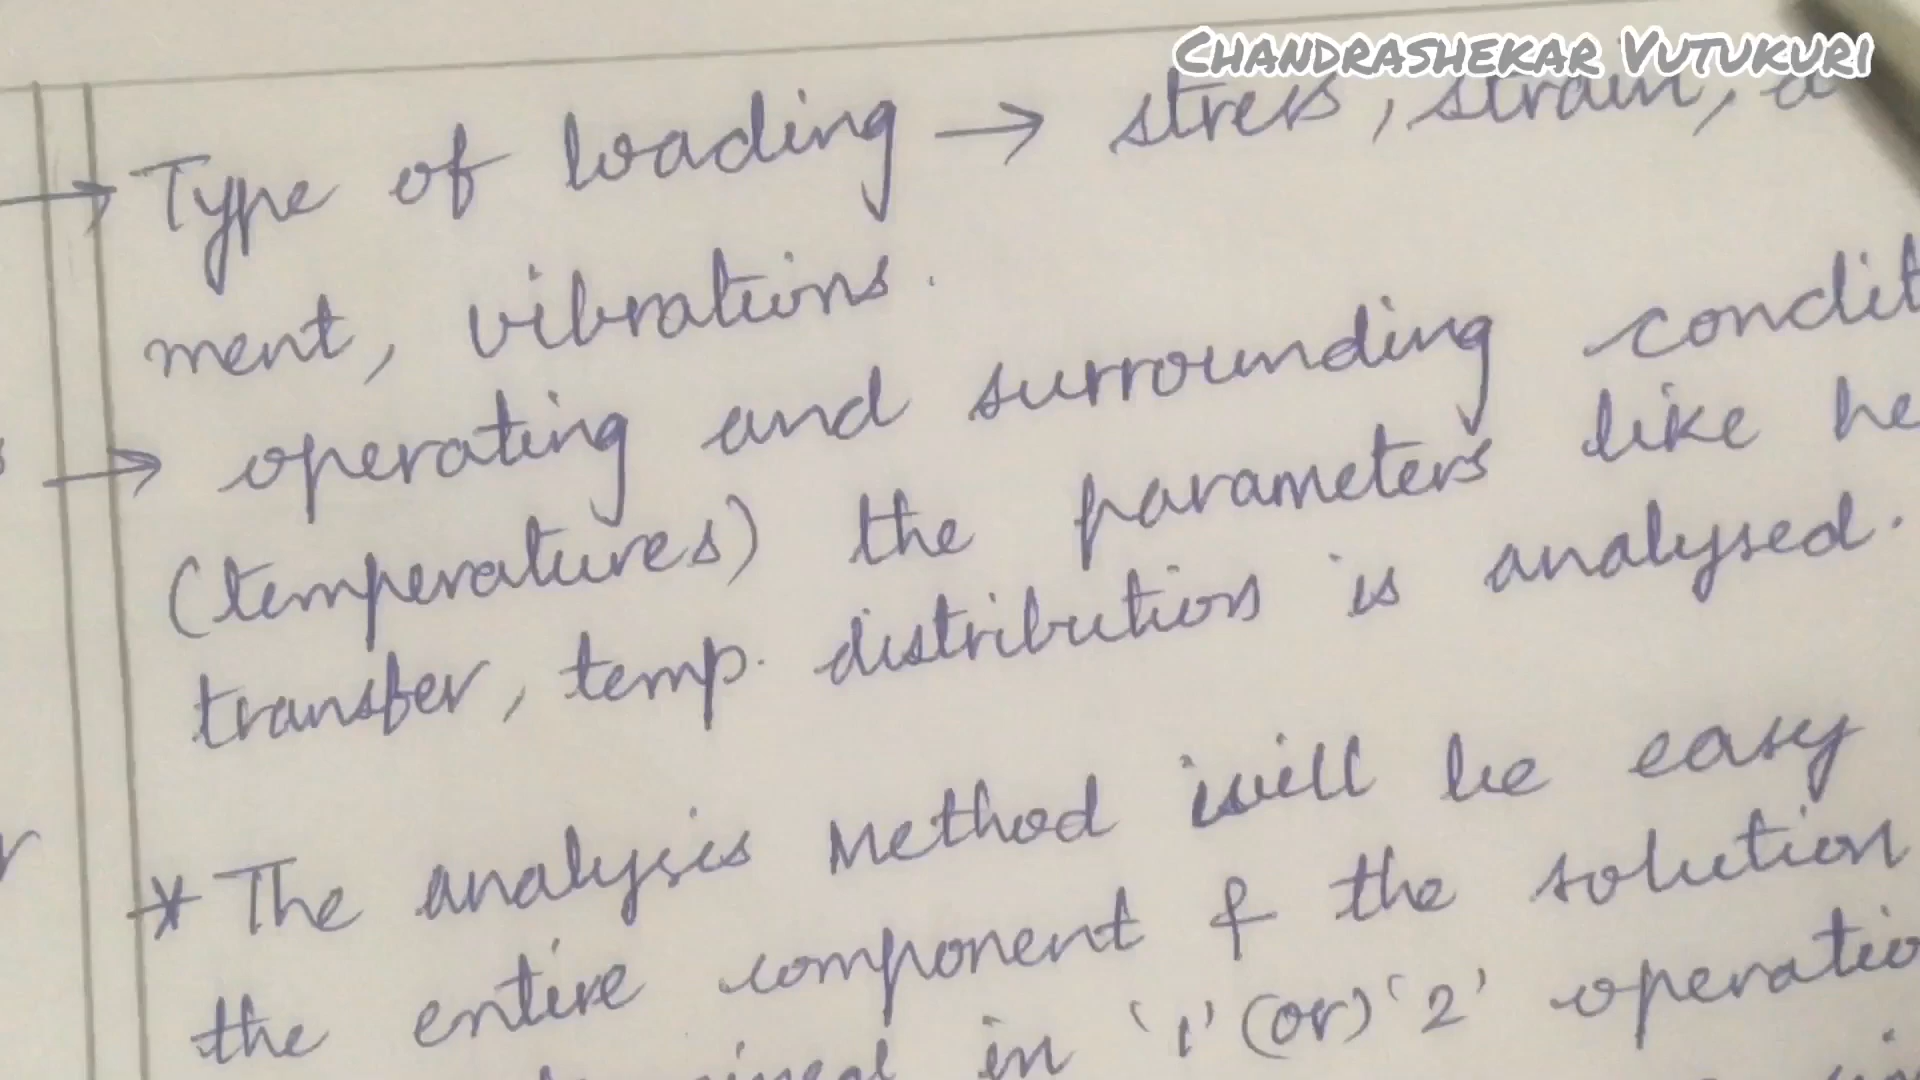 CHANDRASHEKAR VUTUKURI
→ Type of loading → stress, strain,
ment, vibrations.
→ operating and surrounding condit
(temperatures) the parameters like he
transfer, temp. distribution is analysed.
* The analysis Method will be easy
the entire component & the solution
the in '1' (or) '2' operatio